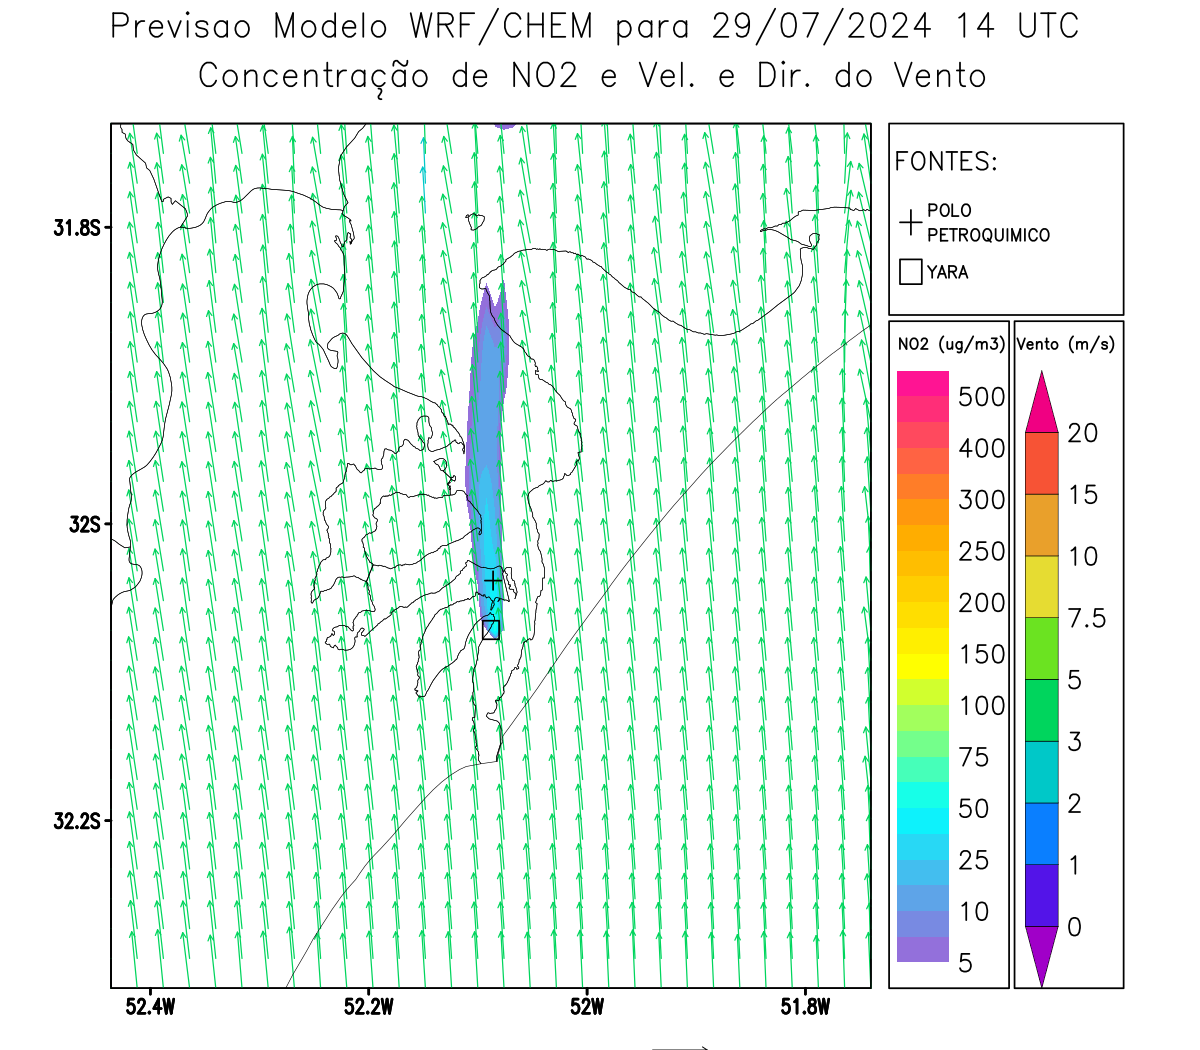 Previsao Modelo WRF/CHEM para 29/07/2024 14 UTC
Concentração de NO2 e Vel. e Dir. do Vento
FONTES:
POLO
PETROQUIMICO
YARA
NO2 (ug/m3)
500
400
300
250
200
150
100
75
50
25
10
5
Vento (m/s)
20
15
10
7.5
5
3
2
1
0
31.8S
32S
32.2S
52.4W
52.2W
52W
51.8W